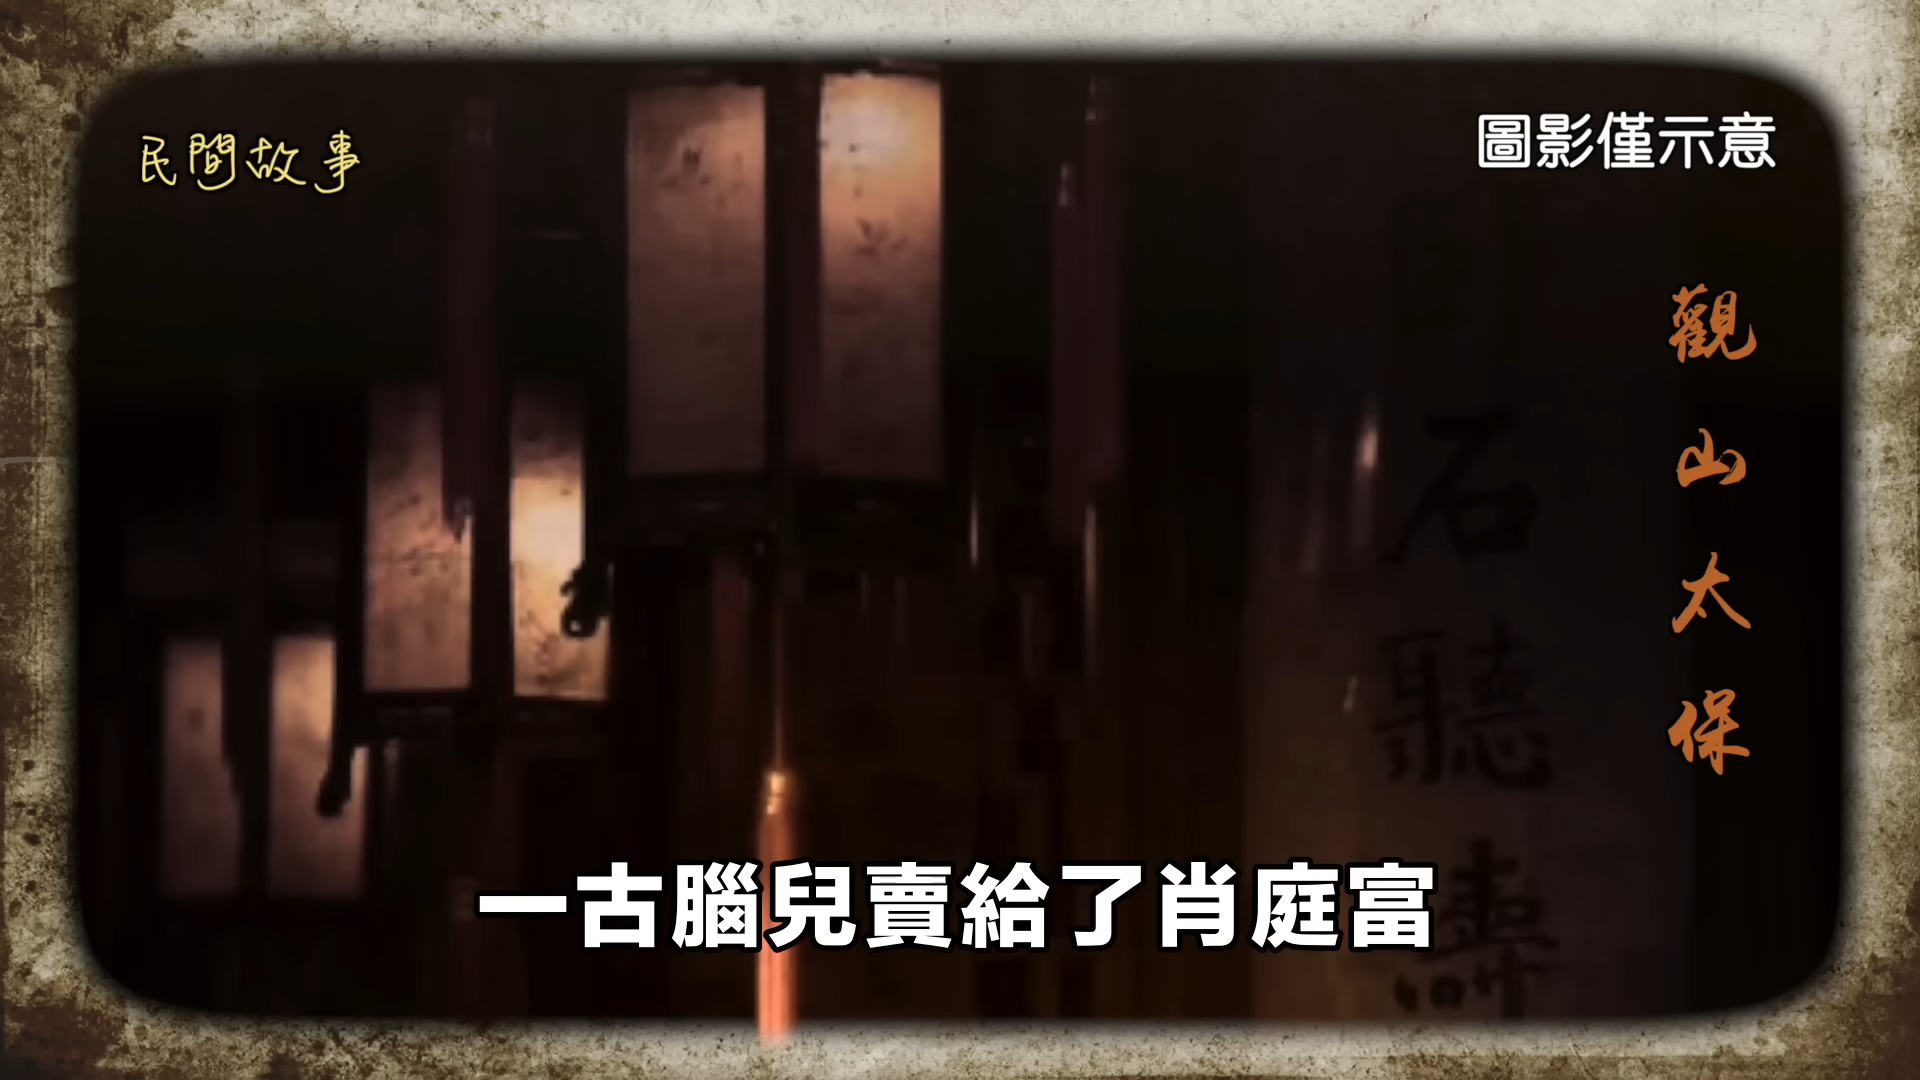 民間故事
圖影僅示意
觀山太保
石聽濤
一古腦兒賣給了肖庭富